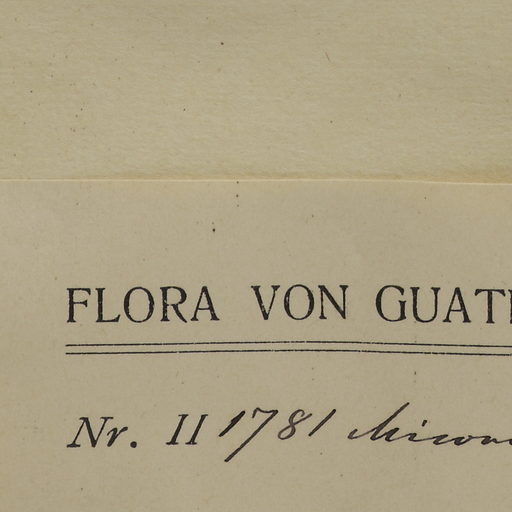 FLORA VON GUAT
Nr. II 1781